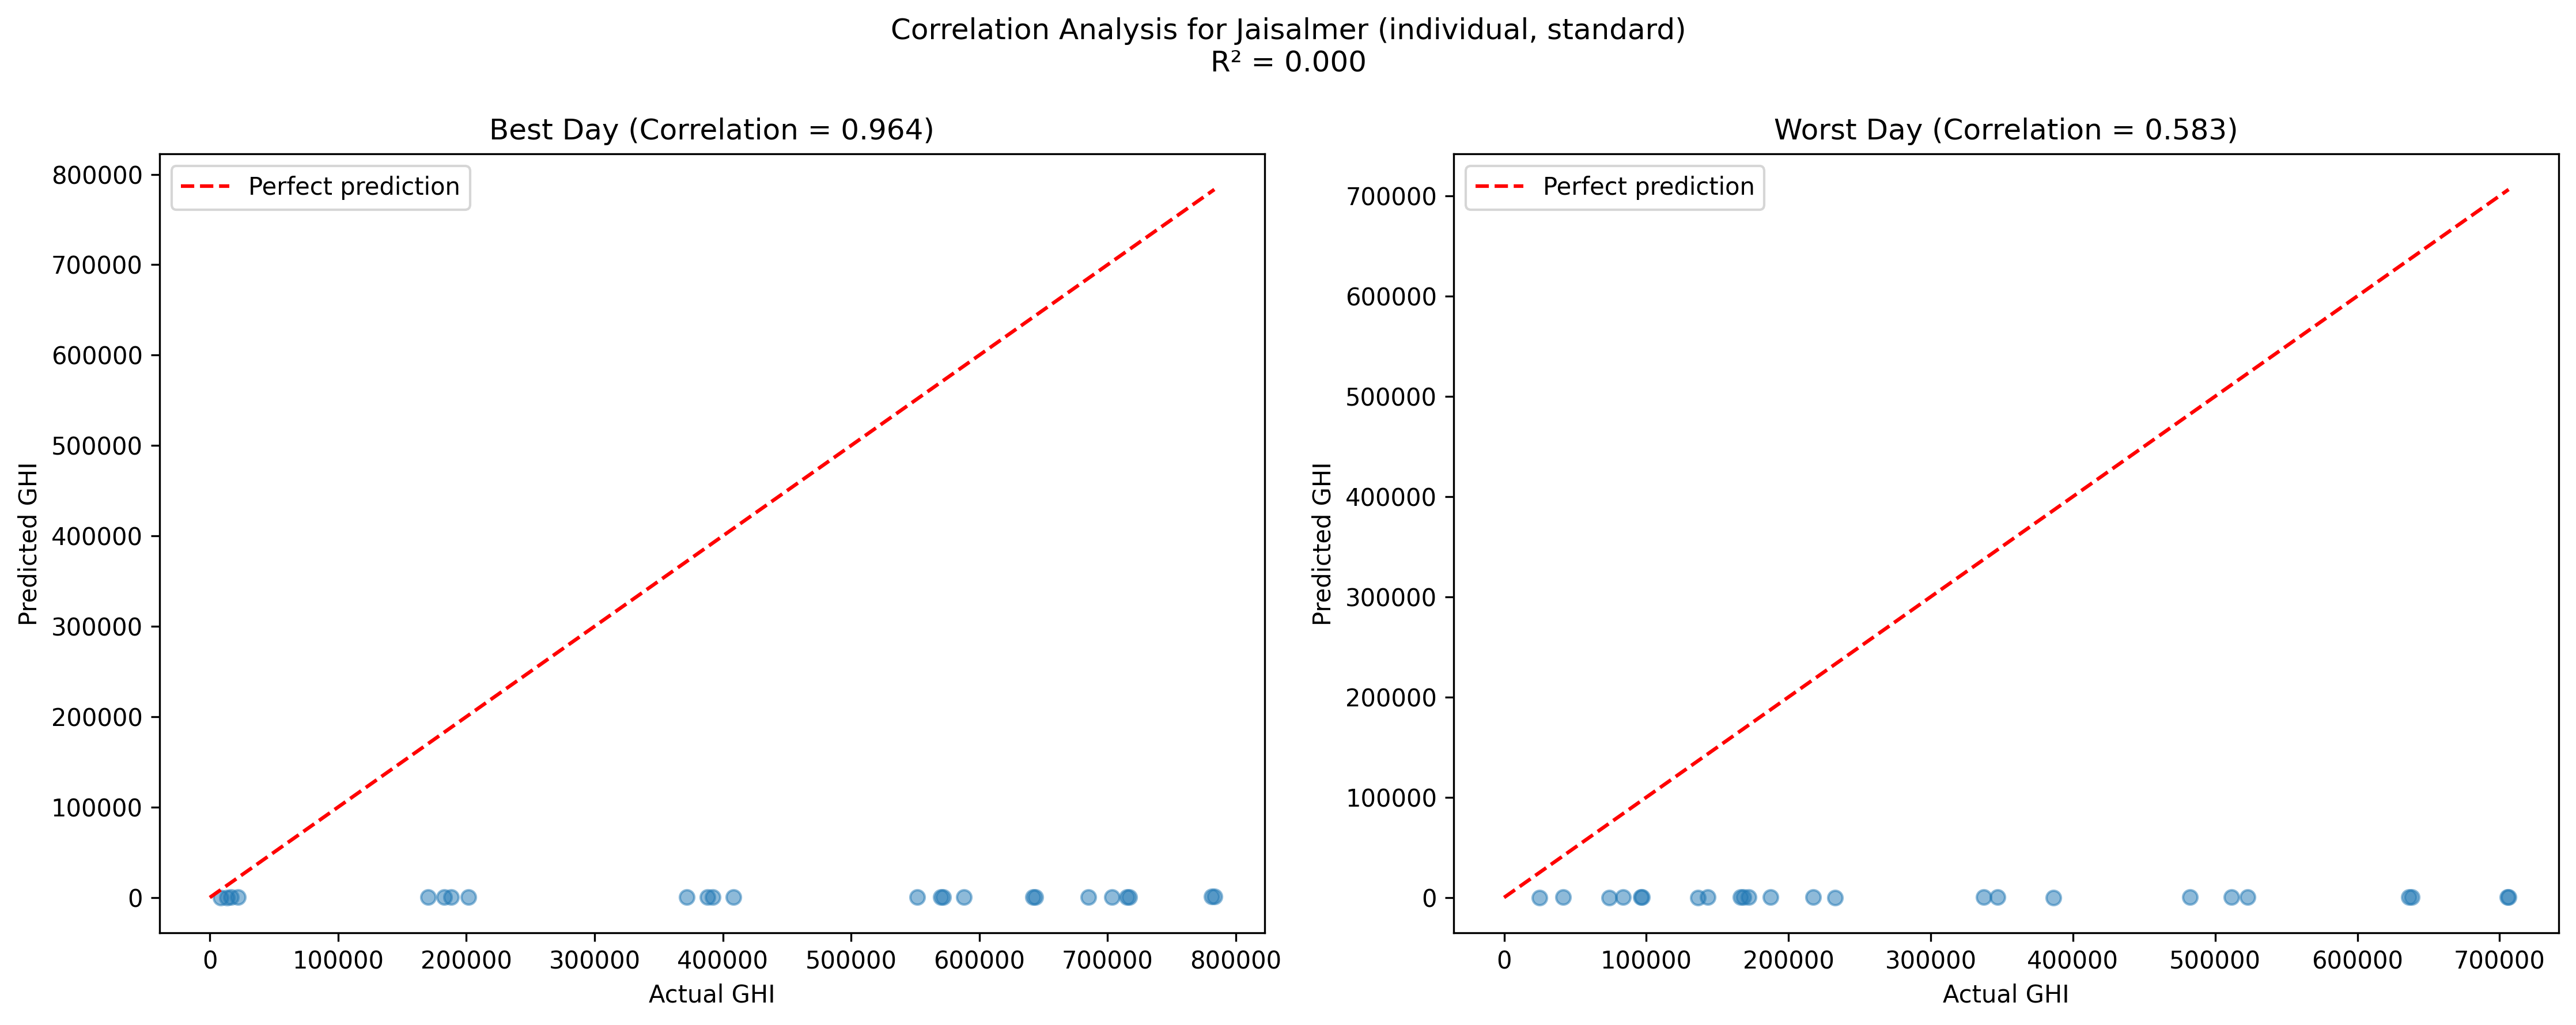 Correlation Analysis for Jaisalmer (individual, standard)
R² = 0.000
Best Day (Correlation = 0.964)
Perfect prediction
Predicted GHI
800000
700000
600000
500000
400000
300000
200000
100000
0
0 100000 200000 300000 400000 500000 600000 700000 800000
Actual GHI
Worst Day (Correlation = 0.583)
Perfect prediction
Predicted GHI
700000
600000
500000
400000
300000
200000
100000
0
0 100000 200000 300000 400000 500000 600000 700000
Actual GHI